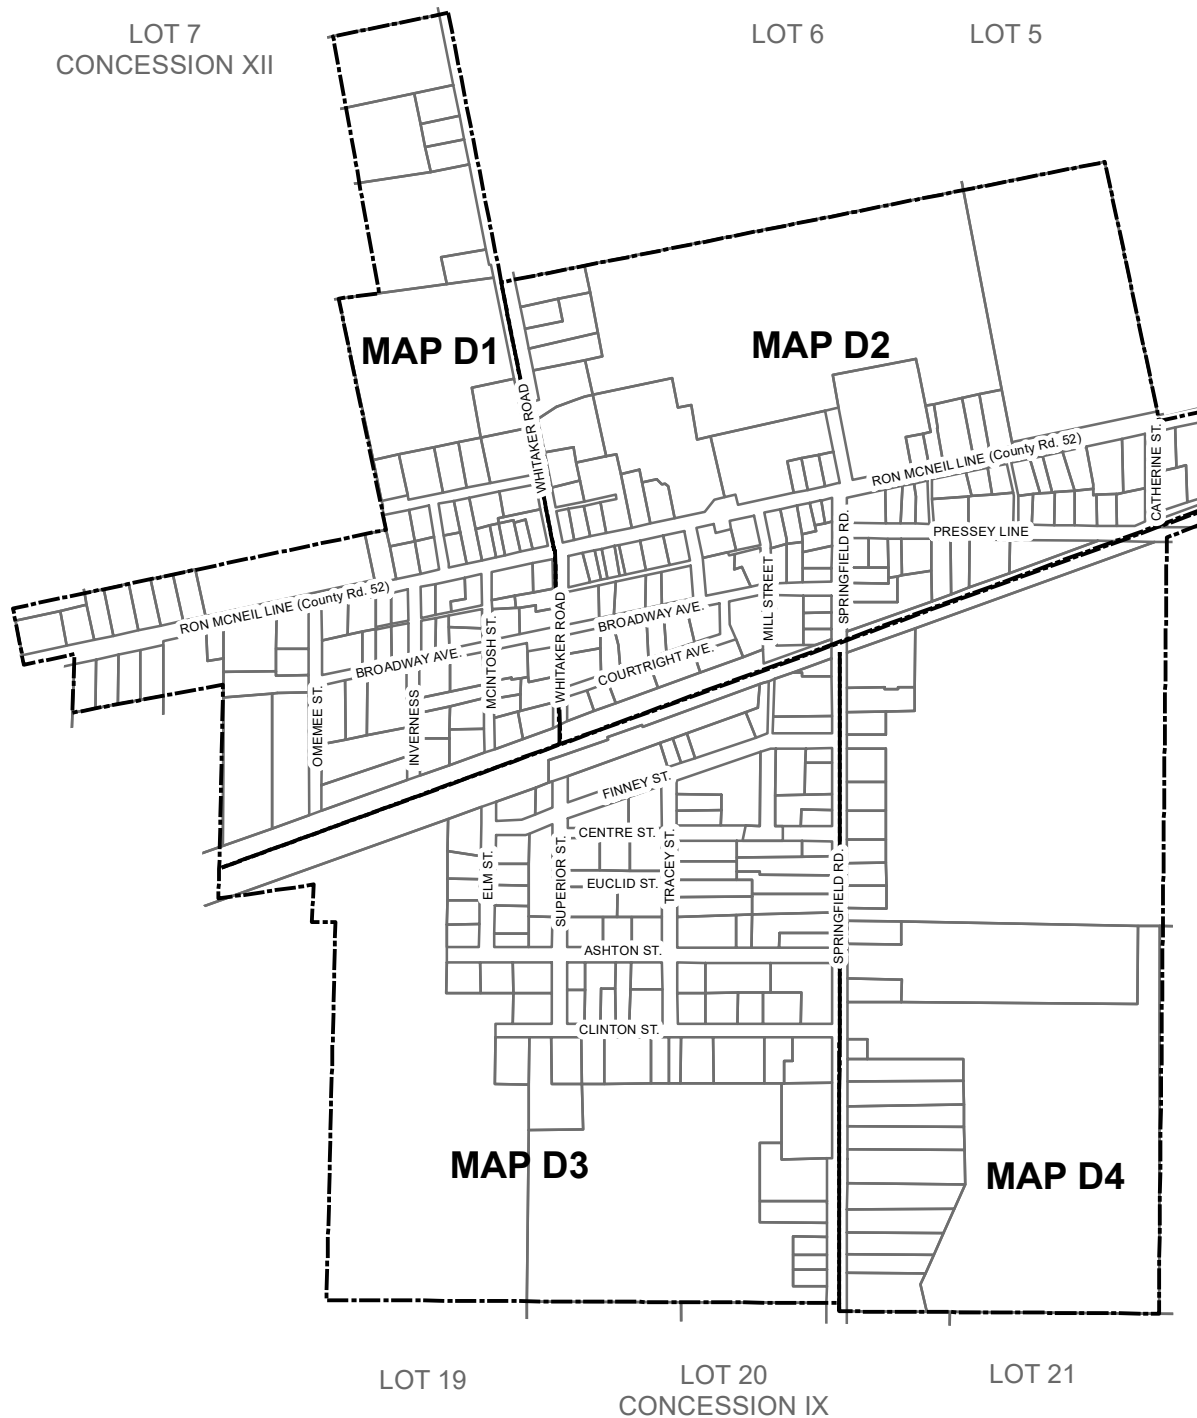 LOT 7
CONCESSION XII
LOT 6
LOT 5
MAP D1
MAP D2
WHITAKER ROAD
RON MCNEIL LINE (County Rd. 52)
CATHERINE ST.
PRESSEY LINE
SPRINGFIELD RD.
MILL STREET
RON MCNEIL LINE (County Rd. 52)
BROADWAY AVE.
WHITAKER ROAD
MCINTOSH ST.
BROADWAY AVE.
COURTRIGHT AVE.
OMEMEE ST.
INVERNESS
FINNEY ST.
CENTRE ST.
TRACEY ST.
ELM ST.
SUPERIOR ST.
EUCLID ST.
SPRINGFIELD RD.
ASHTON ST.
CLINTON ST.
MAP D3
MAP D4
LOT 19
LOT 20
CONCESSION IX
LOT 21